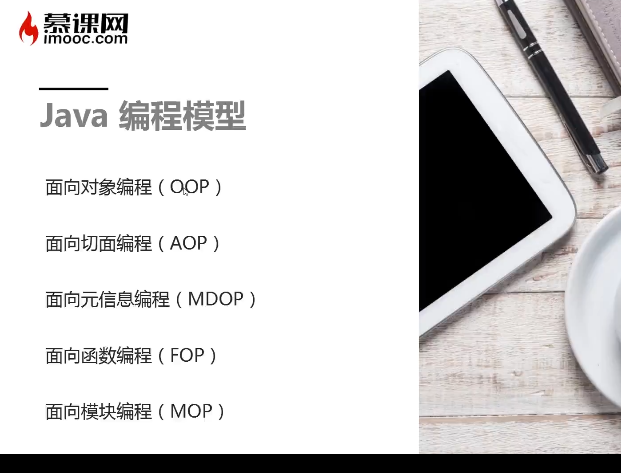 慕课网
imooc.com
Java 编程模型
面向对象编程（OOP）
面向切面编程（AOP）
面向元信息编程（MDOP）
面向函数编程（FOP）
面向模块编程（MOP）